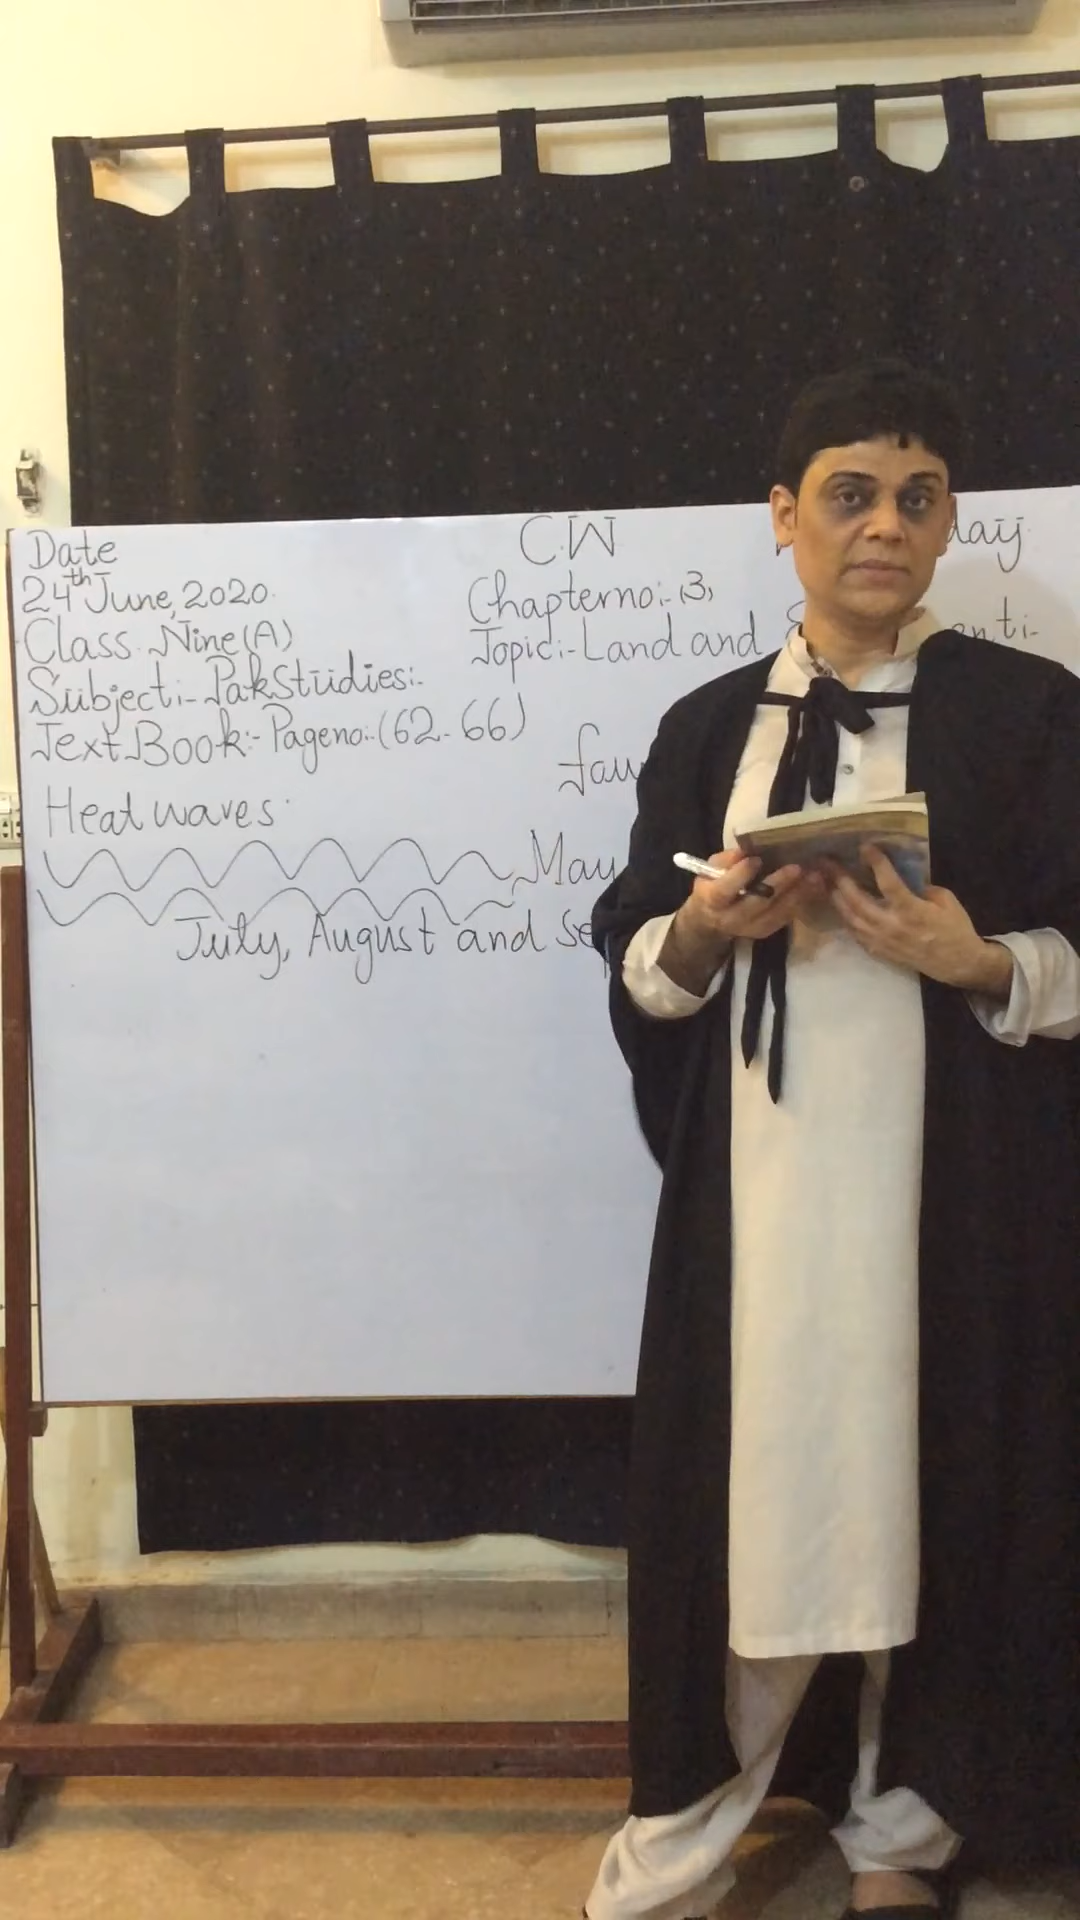 Date
C.W
24th June, 2020.
Chapter no:- 3,
Class. Nine (A)
Topic:- Land and
Subject:- Pak Studies:-
Text Book:- Page no:- (62-66)
Heat waves.
May
July, August and